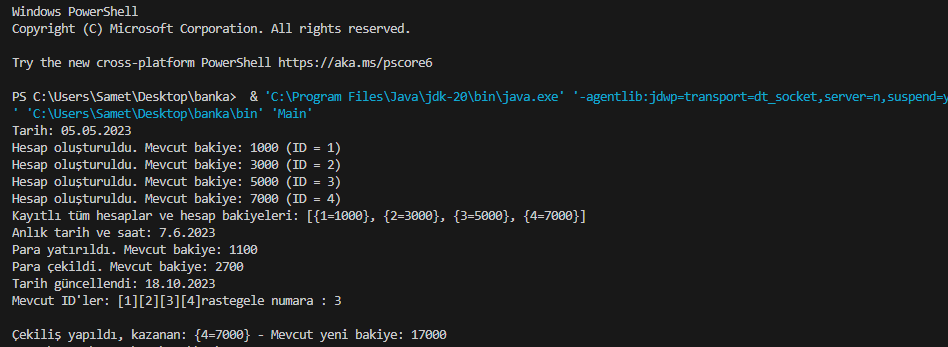 Windows PowerShell
Copyright (C) Microsoft Corporation. All rights reserved.
Try the new cross-platform PowerShell https://aka.ms/pscore6
PS C:\Users\Samet\Desktop\banka>  & 'C:\Program Files\Java\jdk-20\bin\java.exe' '-agentlib:jdwp=transport=dt_socket,server=n,suspend=y
' 'C:\Users\Samet\Desktop\banka\bin' 'Main'
Tarih: 05.05.2023
Hesap oluşturuldu. Mevcut bakiye: 1000 (ID = 1)
Hesap oluşturuldu. Mevcut bakiye: 3000 (ID = 2)
Hesap oluşturuldu. Mevcut bakiye: 5000 (ID = 3)
Hesap oluşturuldu. Mevcut bakiye: 7000 (ID = 4)
Kayıtlı tüm hesaplar ve hesap bakiyeleri: [{1=1000}, {2=3000}, {3=5000}, {4=7000}]
Anlık tarih ve saat: 7.6.2023
Para yatırıldı. Mevcut bakiye: 1100
Para çekildi. Mevcut bakiye: 2700
Tarih güncellendi: 18.10.2023
Mevcut ID'ler: [1][2][3][4]rastegele numara : 3
Çekiliş yapıldı, kazanan: {4=7000} - Mevcut yeni bakiye: 17000